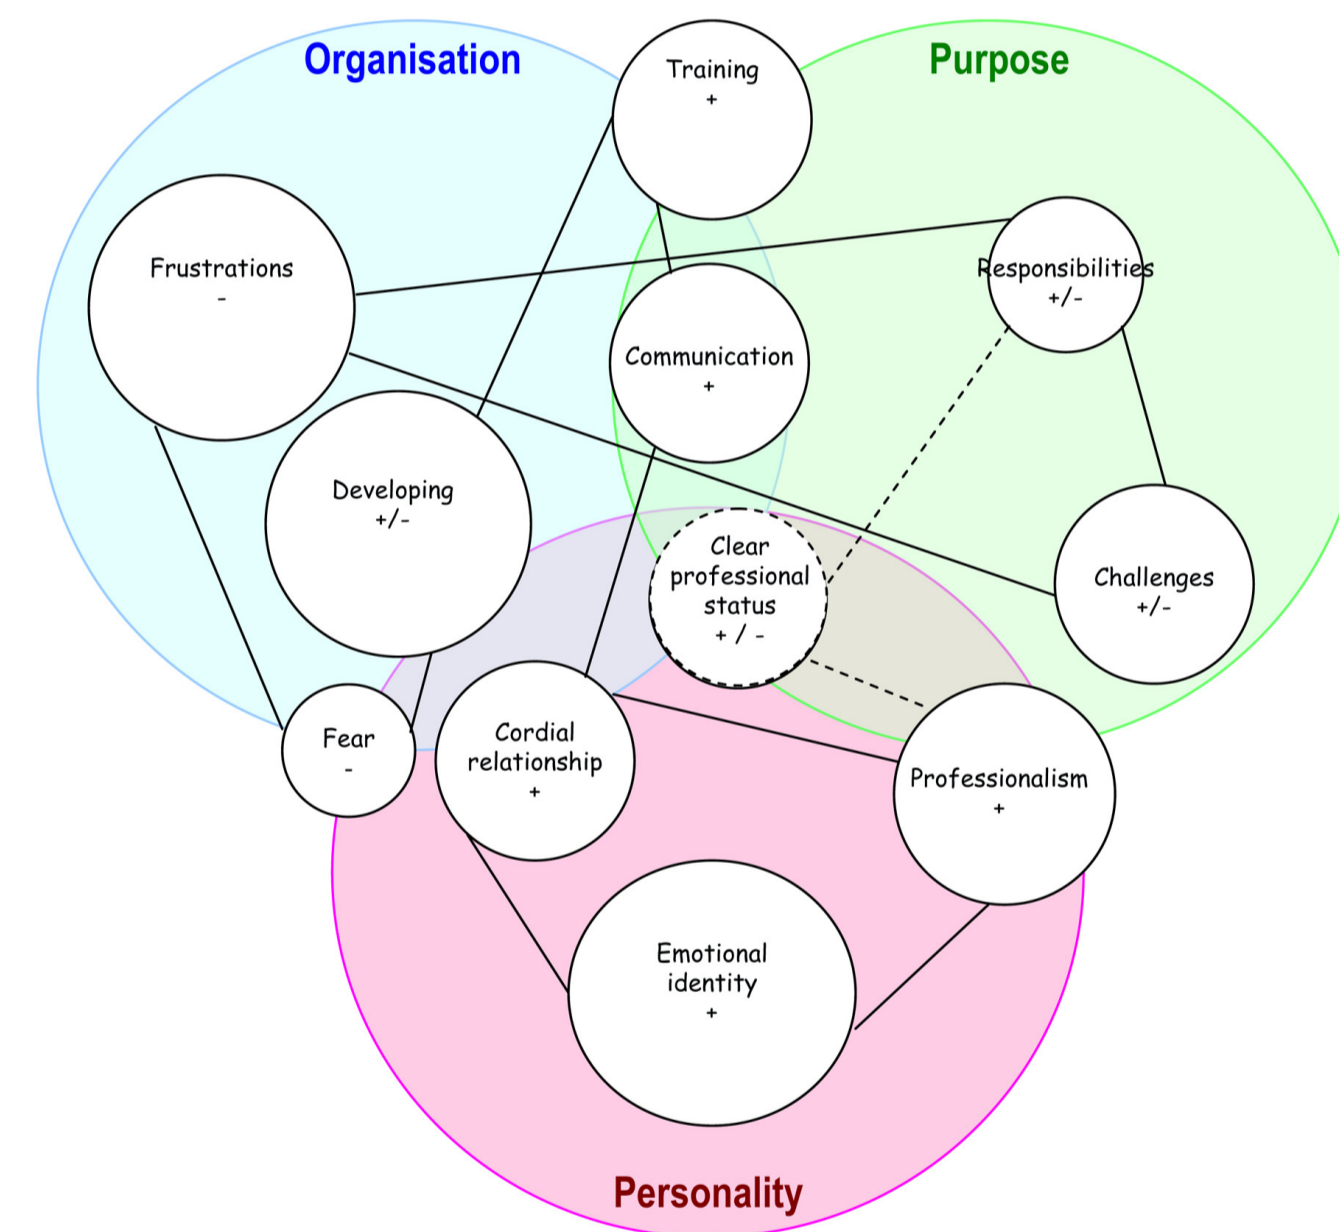 Organisation
Purpose
Training
+
Frustrations
-
Responsibilities
+/-
Communication
+
Developing
+/-
Clear
professional
status
+ / -
Challenges
+/-
Fear
-
Cordial
relationship
+
Professionalism
+
Emotional
identity
+
Personality